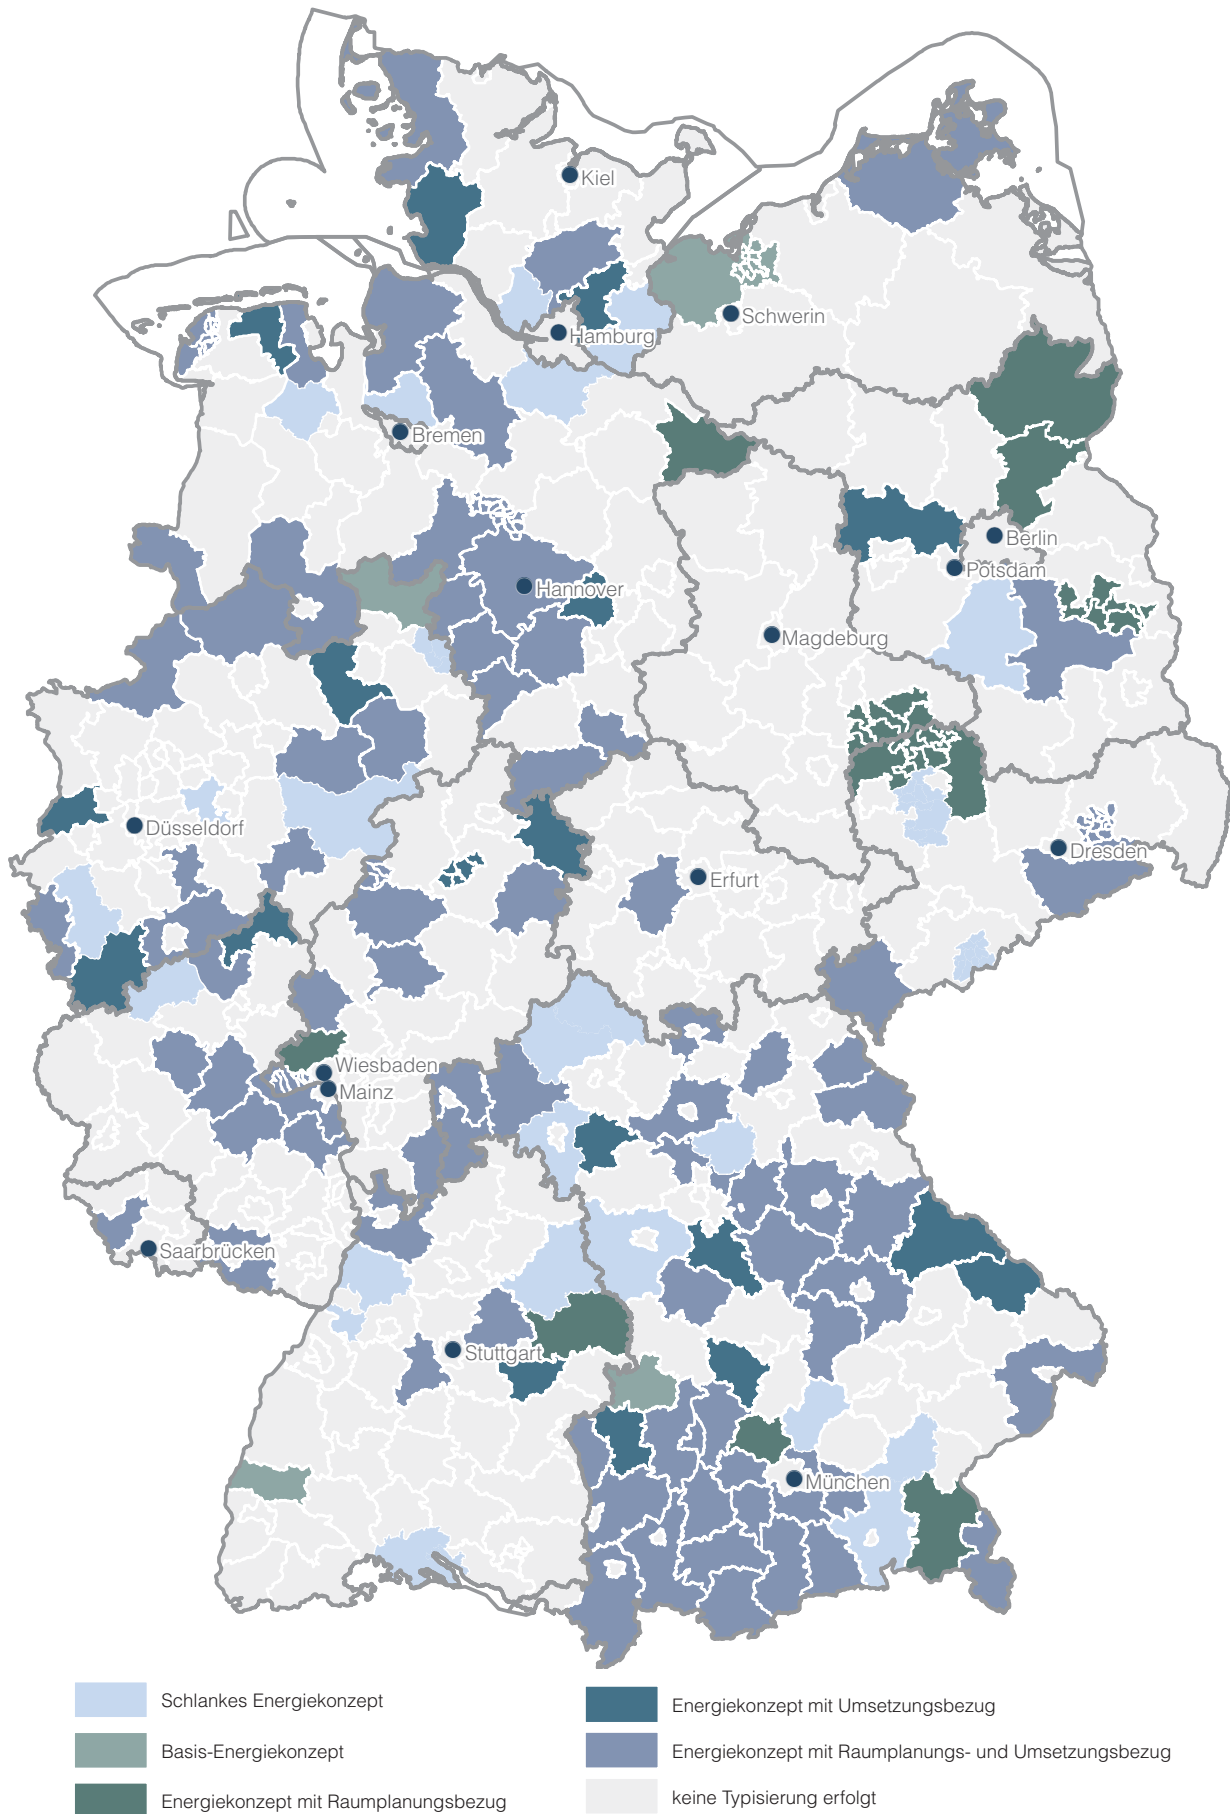 Kiel
Schwerin
Hamburg
Bremen
Berlin
Potsdam
Hannover
Magdeburg
Düsseldorf
Dresden
Erfurt
Wiesbaden
Mainz
Saarbrücken
Stuttgart
München
Schlankes Energiekonzept
Basis-Energiekonzept
Energiekonzept mit Raumplanungsbezug
Energiekonzept mit Umsetzungsbezug
Energiekonzept mit Raumplanungs- und Umsetzungsbezug
keine Typisierung erfolgt